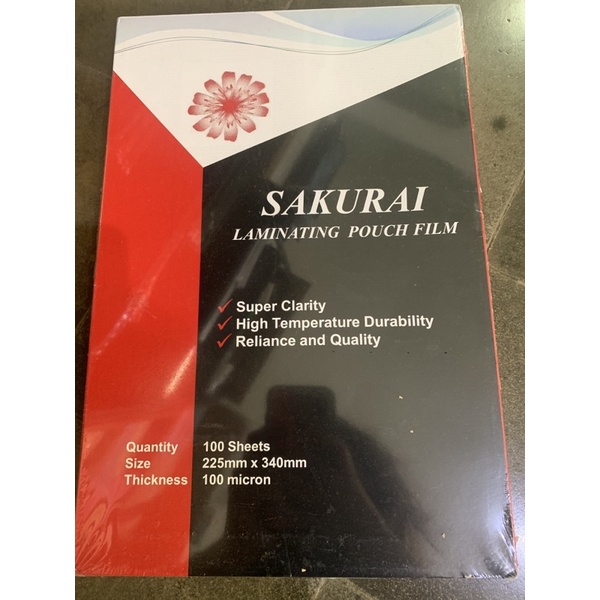 SAKURAI
LAMINATING POUCH FILM
Super Clarity
High Temperature Durability
Reliance and Quality
Quantity 100 Sheets
Size 225mm x 340mm
Thickness 100 micron